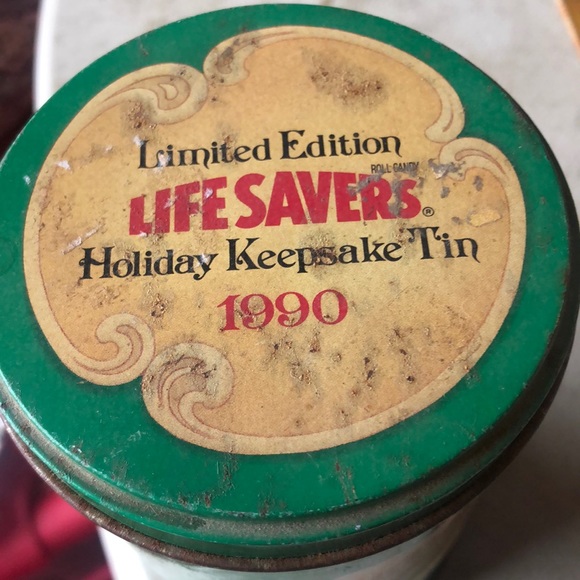 Limited Edition
ROLL CANDY
LIFE SAVERS®
Holiday Keepsake Tin
1990